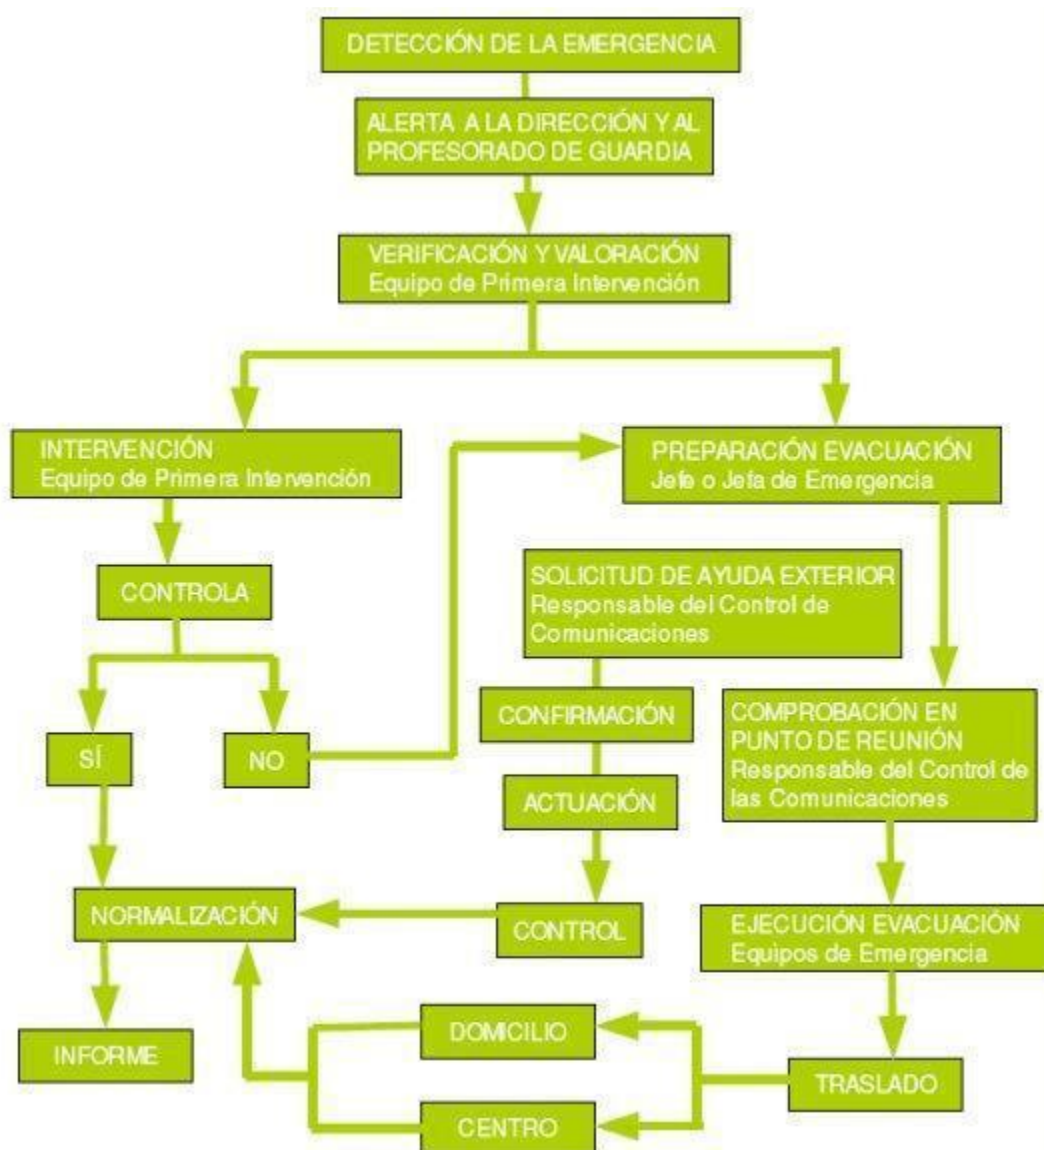 DETECCIÓN DE LA EMERGENCIA
ALERTA A LA DIRECCIÓN Y AL
PROFESORADO DE GUARDIA
VERIFICACIÓN Y VALORACIÓN
Equipo de Primera Intervención
INTERVENCIÓN
Equipo de Primera Intervención
PREPARACIÓN EVACUACIÓN
Jefe o Jefa de Emergencia
CONTROLA
SOLICITUD DE AYUDA EXTERIOR
Responsable del Control de
Comunicaciones
SÍ
NO
CONFIRMACIÓN
COMPROBACIÓN EN
PUNTO DE REUNIÓN
Responsable del Control de
las Comunicaciones
ACTUACIÓN
NORMALIZACIÓN
CONTROL
EJECUCIÓN EVACUACIÓN
Equipos de Emergencia
INFORME
DOMICILIO
TRASLADO
CENTRO